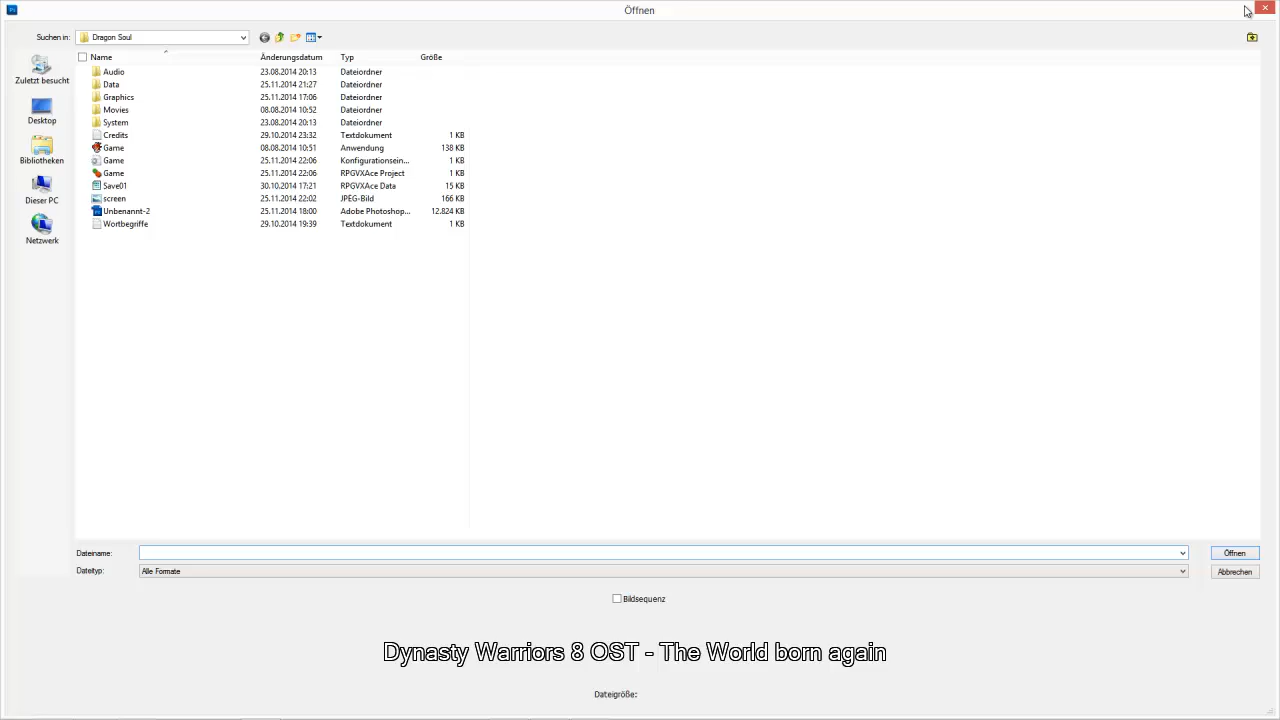 Öffnen
Suchen in: Dragon Soul
Name Änderungsdatum Typ Größe
Audio 23.08.2014 20:13 Dateiordner
Data 25.11.2014 21:27 Dateiordner
Graphics 25.11.2014 17:06 Dateiordner
Movies 08.08.2014 10:52 Dateiordner
System 23.08.2014 20:13 Dateiordner
Credits 29.10.2014 23:32 Textdokument 1 KB
Game 08.08.2014 10:51 Anwendung 138 KB
Game 25.11.2014 22:06 Konfigurationsein... 1 KB
Game 25.11.2014 22:06 RPGVXAce Project 1 KB
Save01 30.10.2014 17:21 RPGVXAce Data 15 KB
screen 25.11.2014 22:02 JPEG-Bild 166 KB
Unbenannt-2 25.11.2014 18:00 Adobe Photoshop... 12.824 KB
Wortbegriffe 29.10.2014 19:39 Textdokument 1 KB
Zuletzt besucht
Desktop
Bibliotheken
Dieser PC
Netzwerk
Dateiname: Öffnen
Dateityp: Alle Formate Abbrechen
Bildsequenz
Dynasty Warriors 8 OST - The World born again
Dateigröße: